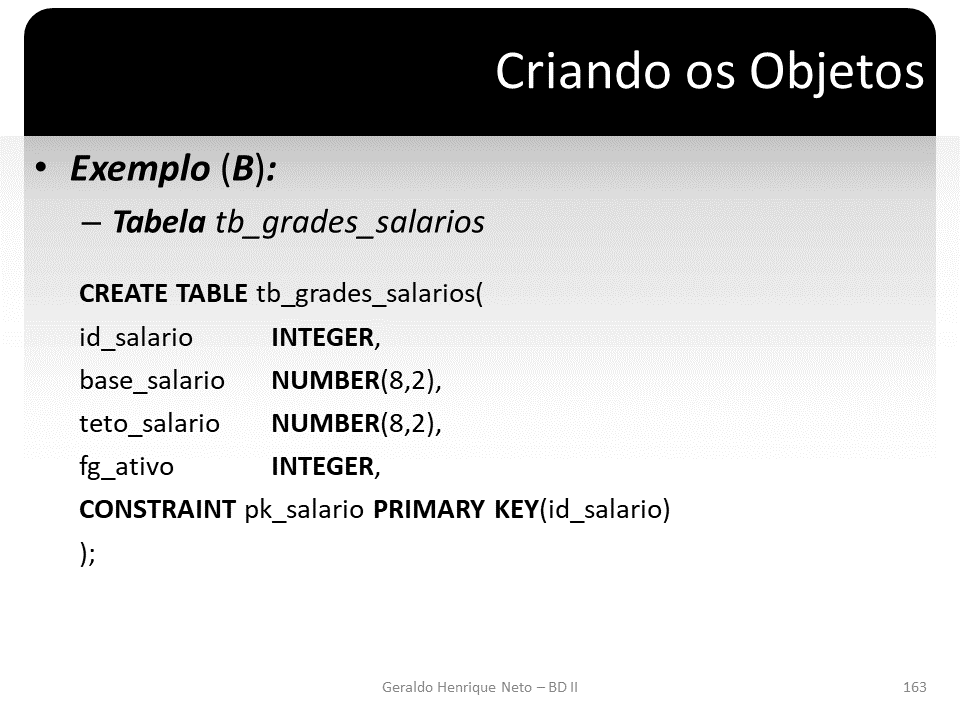 Criando os Objetos
• Exemplo (B):
– Tabela tb_grades_salarios
CREATE TABLE tb_grades_salarios(
id_salario INTEGER,
base_salario NUMBER(8,2),
teto_salario NUMBER(8,2),
fg_ativo INTEGER,
CONSTRAINT pk_salario PRIMARY KEY(id_salario)
);
Geraldo Henrique Neto – BD II 163